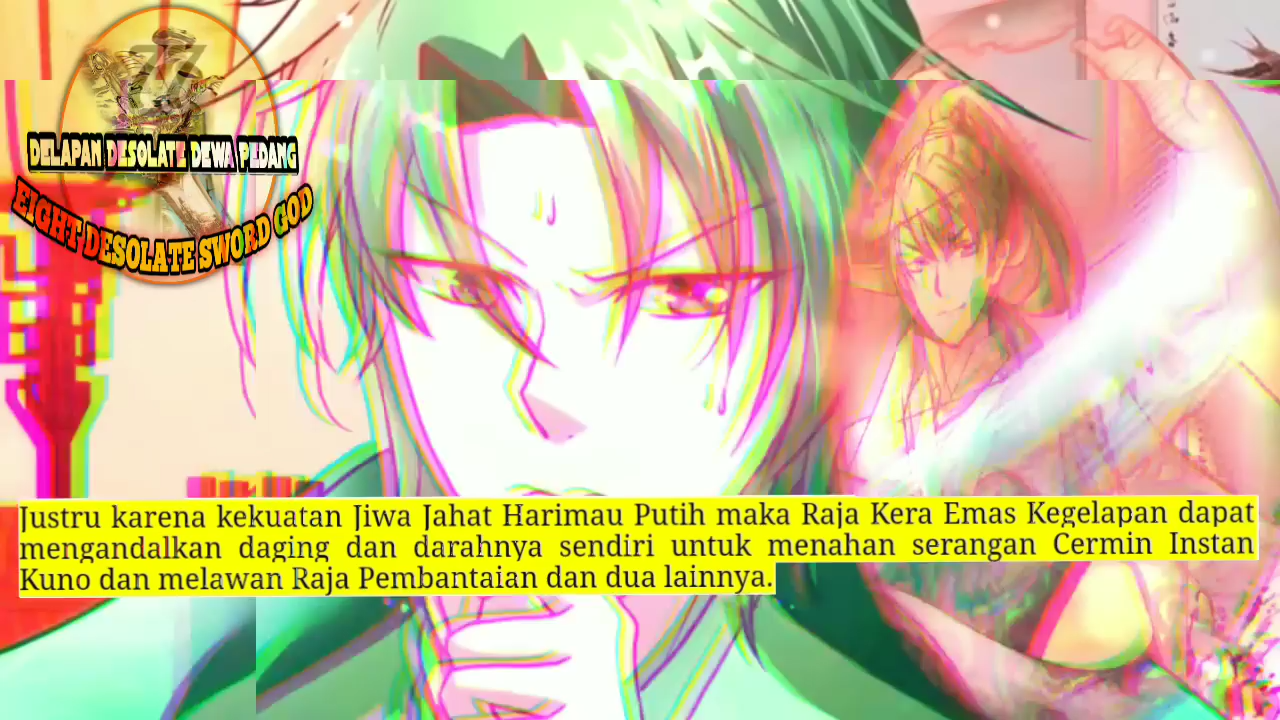 DELAPAN DESOLATE DEWA PEDANG
EIGHT DESOLATE SWORD GOD
Justru karena kekuatan Jiwa Jahat Harimau Putih maka Raja Kera Emas Kegelapan dapat
mengandalkan daging dan darahnya sendiri untuk menahan serangan Cermin Instan
Kuno dan melawan Raja Pembantaian dan dua lainnya.